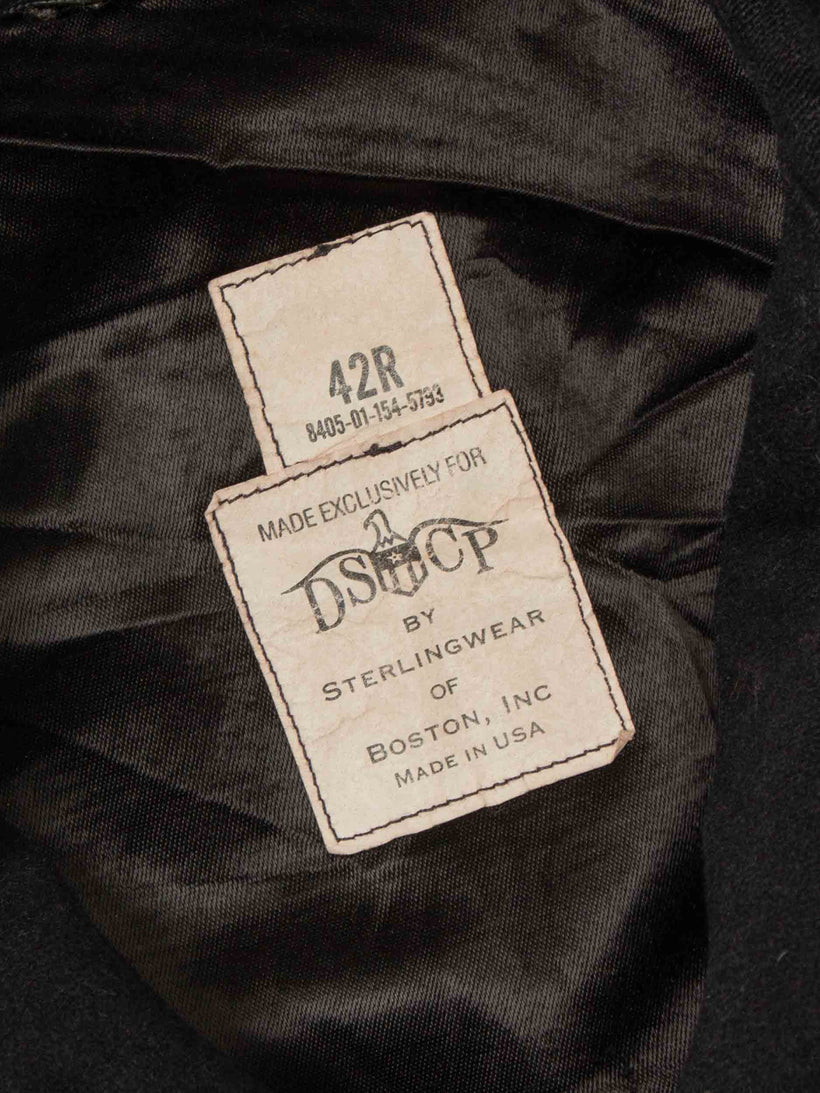 42R
8405-01-154-5793
MADE EXCLUSIVELY FOR
DSCP
BY
STERLINGWEAR
OF
BOSTON, INC
MADE IN USA